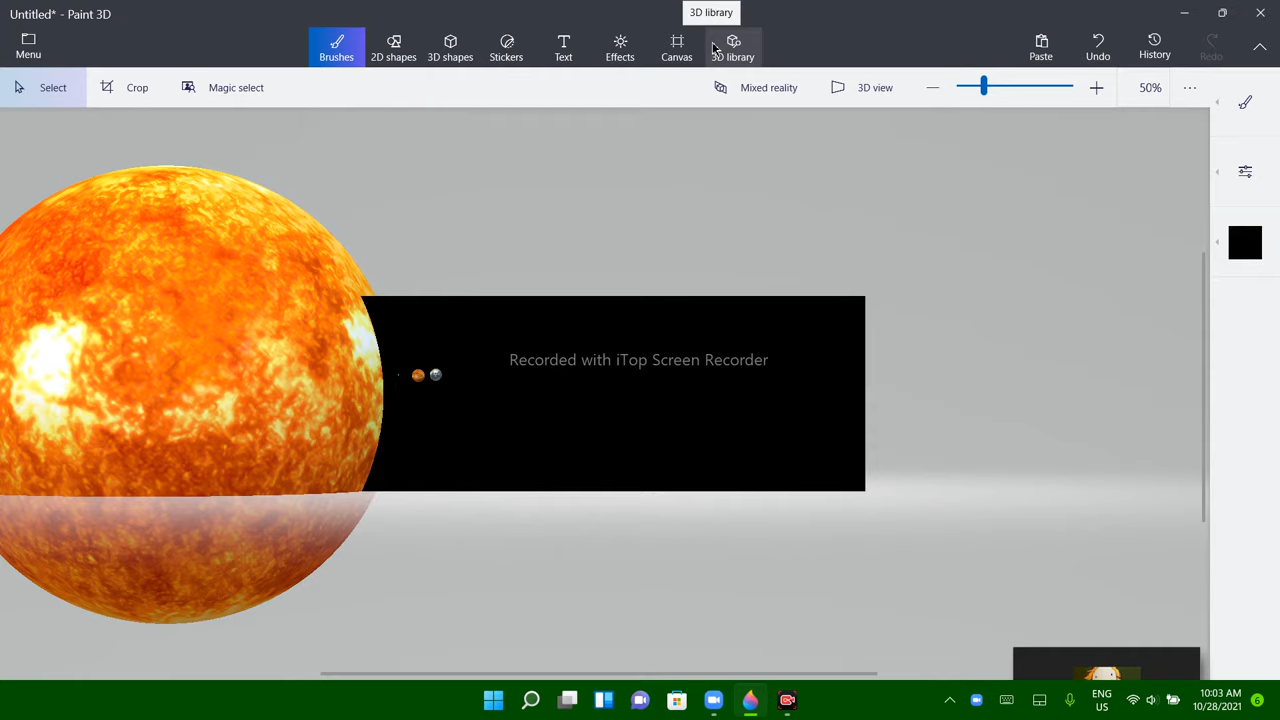 Untitled* - Paint 3D
3D library
Menu
Brushes
2D shapes
3D shapes
Stickers
Text
Effects
Canvas
3D library
Paste
Undo
History
Redo
Select
Crop
Magic select
Mixed reality
3D view
50%
Recorded with iTop Screen Recorder
ENG
US
10:03 AM
10/28/2021
6